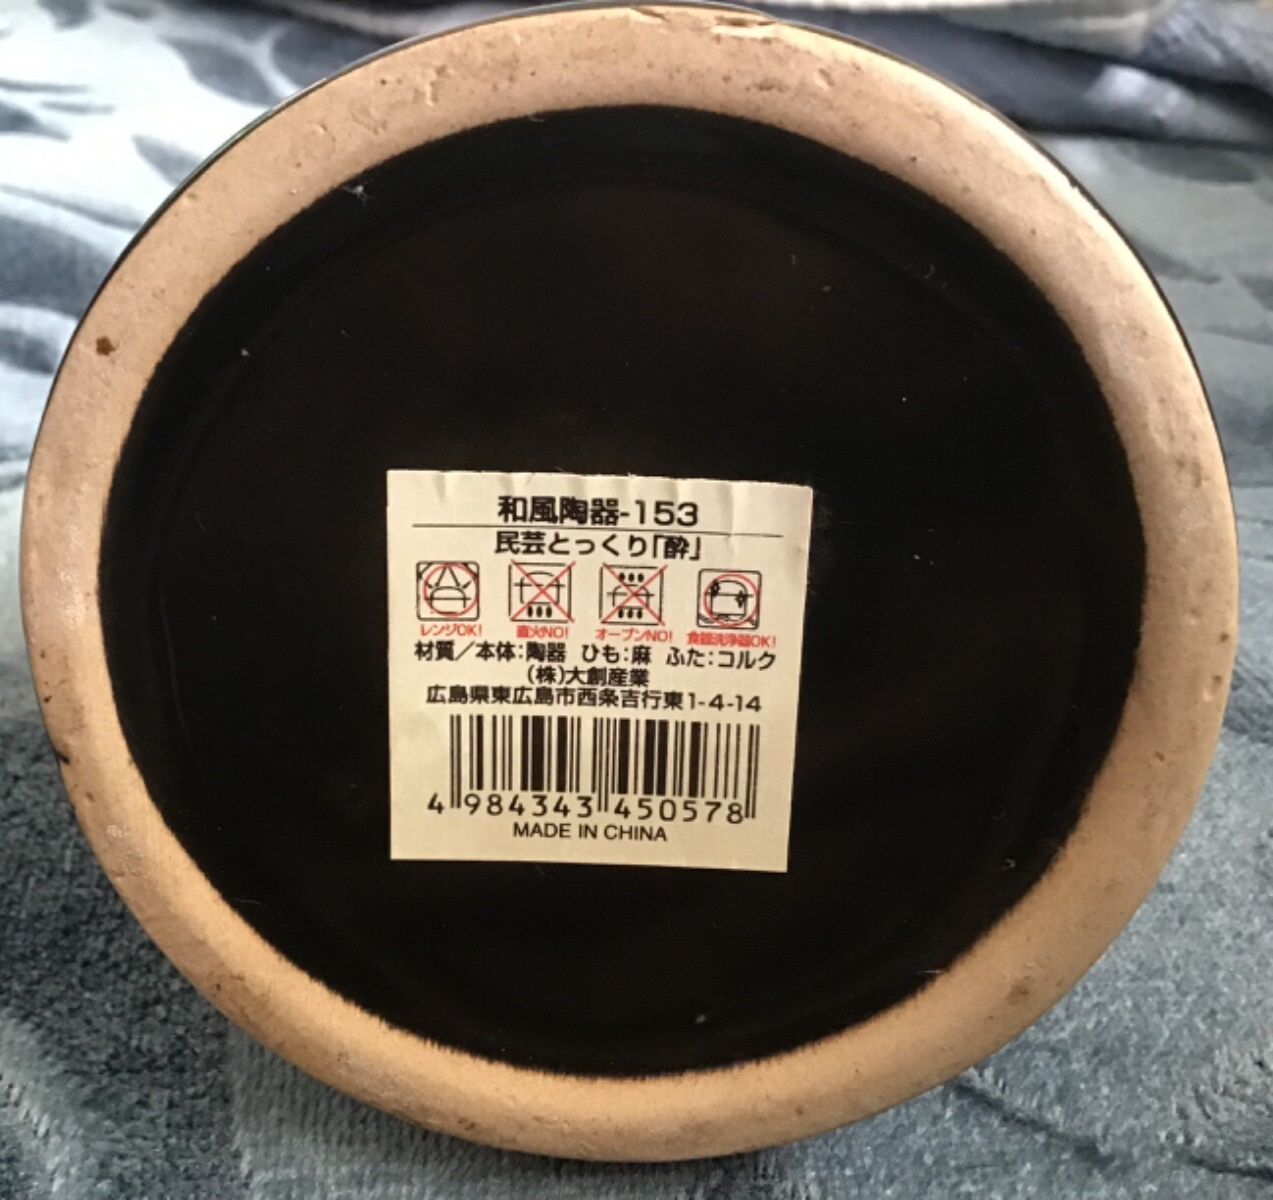 和風陶器-153
民芸とっくり「酔」
レンジOK! 直火NO! オーブンNO! 食器洗浄器OK!
材質／本体:陶器 ひも:麻 ふた:コルク
(株)大創産業
広島県東広島市西条吉行東1-4-14
4 984343 450578
MADE IN CHINA